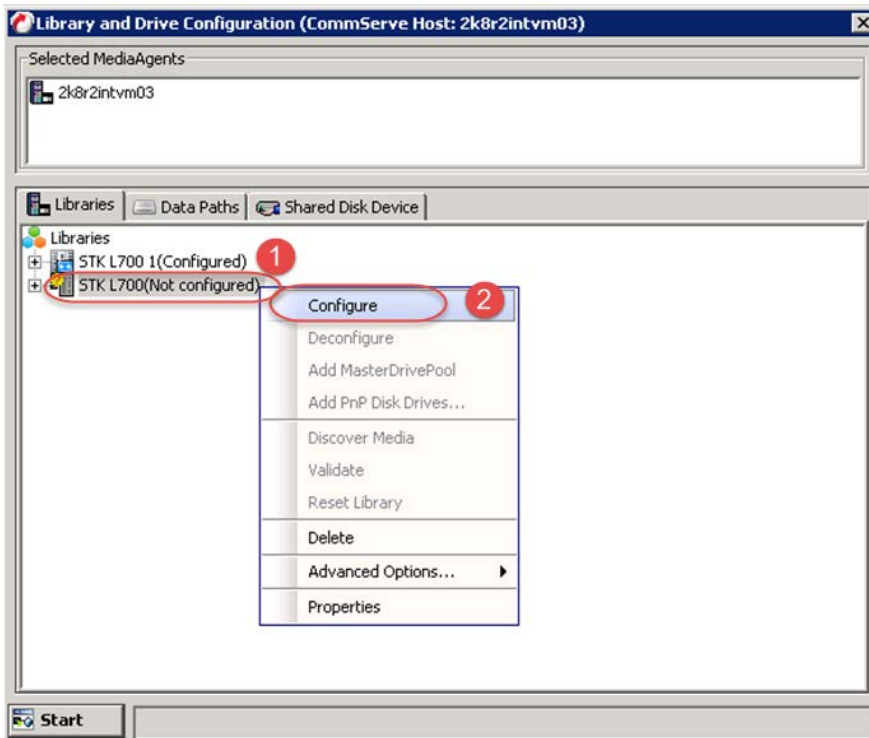 Library and Drive Configuration (CommServe Host: 2k8r2intvm03)
Selected MediaAgents
2k8r2intvm03
Libraries
Data Paths
Shared Disk Device
Libraries
STK L700 1(Configured)
1
STK L700(Not configured)
Configure
2
Deconfigure
Add MasterDrivePool
Add PnP Disk Drives...
Discover Media
Validate
Reset Library
Delete
Advanced Options...
Properties
Start